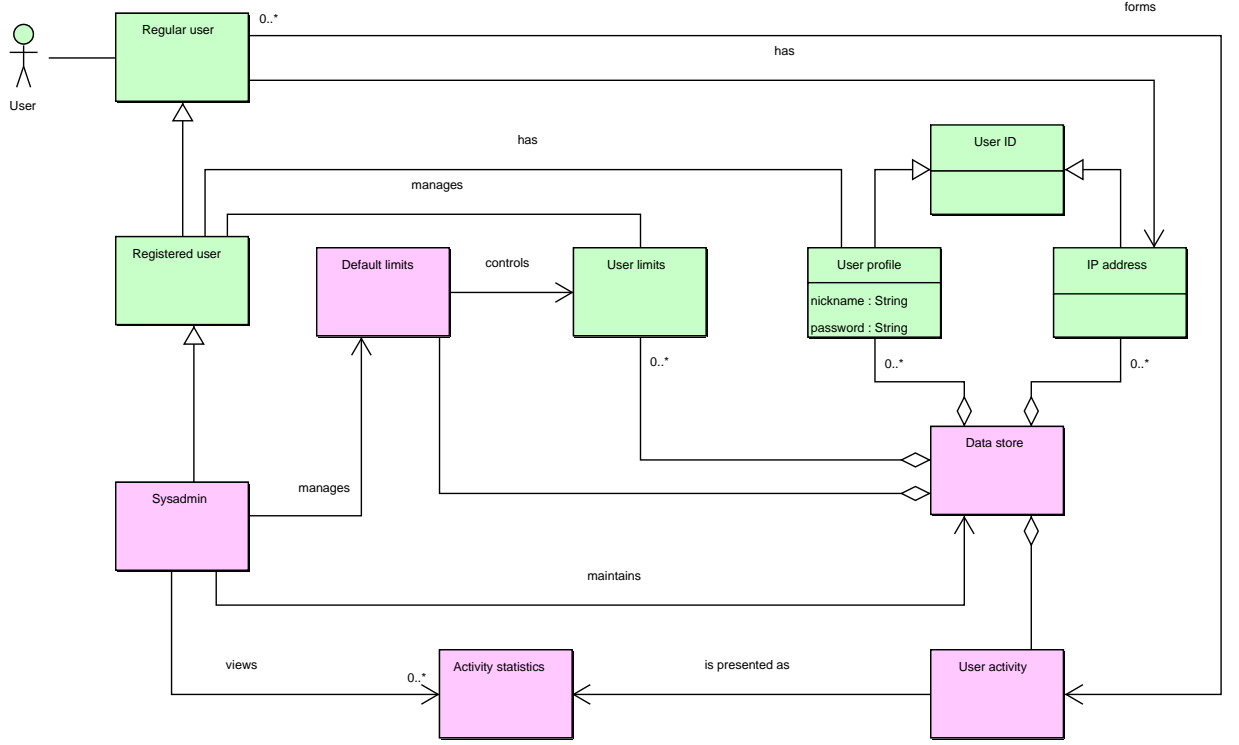 forms
0..*
Regular user
has
User
has
User ID
manages
Registered user
Default limits
controls
User limits
User profile
IP address
nickname : String
password : String
0..*
0..*
0..*
Data store
manages
Sysadmin
maintains
views
0..*
Activity statistics
is presented as
User activity